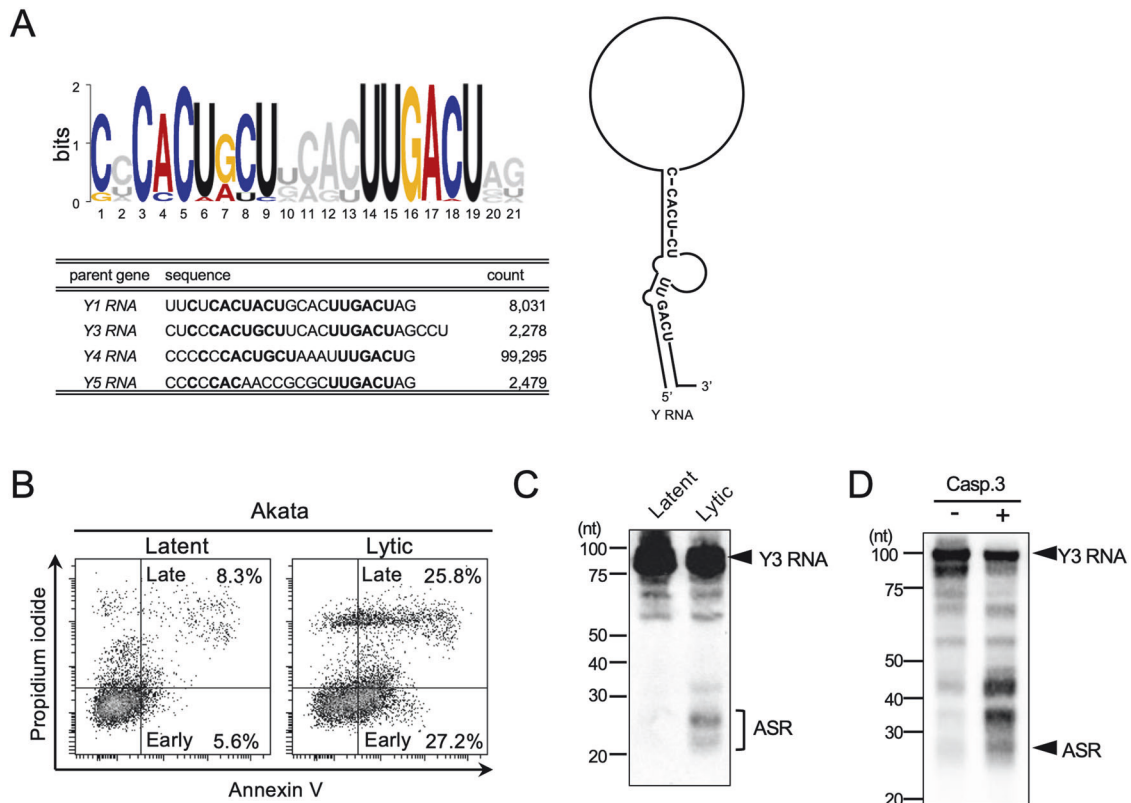 A
2
bits
1
0
C C C A C U G C U U C A C U U G A C U A G
1 2 3 4 5 6 7 8 9 10 11 12 13 14 15 16 17 18 19 20 21
parent gene sequence count
Y1 RNA UUCUCACUACUGCACUUGACUAG 8,031
Y3 RNA CUCCCACUGCUUCACUUGACUAGCCU 2,278
Y4 RNA CCCCCCACUGCUAAAUUUGACUG 99,295
Y5 RNA CCCCCACAACCGCGCUUGACUAG 2,479
C-CACU-CU
UUGACU
5' 3'
Y RNA
B
Akata
Latent Lytic
Late 8.3% Late 25.8%
Early 5.6% Early 27.2%
Propidium iodide
Annexin V
C
Latent Lytic
(nt)
100
75
50
40
30
20
Y3 RNA
ASR
D
Casp.3
- +
(nt)
100
75
50
40
30
20
Y3 RNA
ASR